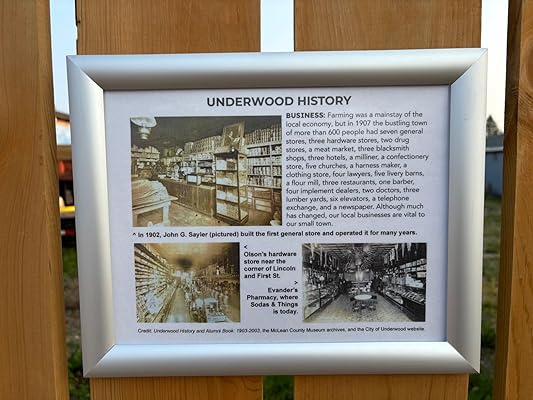 UNDERWOOD HISTORY
BUSINESS: Farming was a mainstay of the
local economy, but in 1907 the bustling town
of more than 600 people had seven general
stores, three hardware stores, two drug
stores, a meat market, three blacksmith
shops, three hotels, a milliner, a confectionery
store, five churches, a harness maker, a
clothing store, four lawyers, five livery barns,
a flour mill, three restaurants, one barber,
four implement dealers, two doctors, three
lumber yards, six elevators, a telephone
exchange, and a newspaper. Although much
has changed, our local businesses are vital to
our small town.
^ In 1902, John G. Sayler (pictured) built the first general store and operated it for many years.
<
Olson's hardware
store near the
corner of Lincoln
and First St.
>
Evander's
Pharmacy, where
Sodas & Things
is today.
Credit: Underwood History and Alumni Book: 1903-2003, the McLean County Museum archives, and the City of Underwood website.